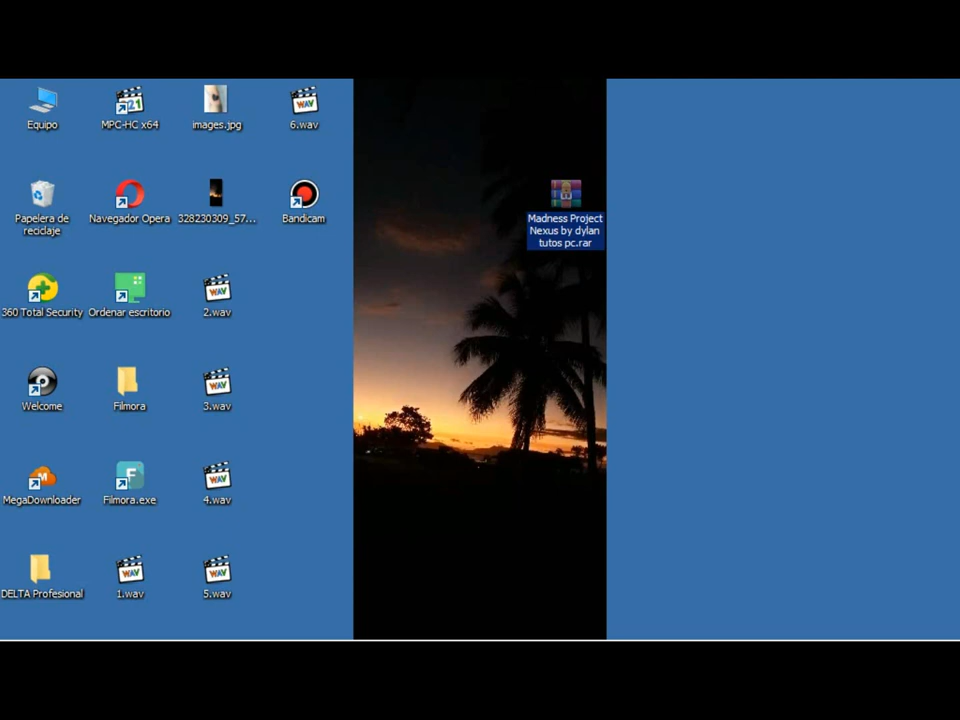 Equipo
MPC-HC x64
images.jpg
6.wav
Papelera de
reciclaje
Navegador Opera
328230309_57...
Bandicam
Madness Project
Nexus by dylan
tutos pc.rar
360 Total Security
Ordenar escritorio
2.wav
Welcome
Filmora
3.wav
MegaDownloader
Filmora.exe
4.wav
DELTA Profesional
1.wav
5.wav